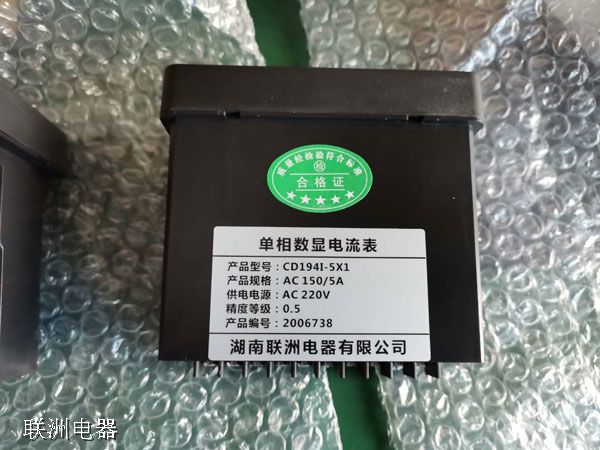 质量经检验符合标准
检
合格证
单相数显电流表
产品型号：CD194I-5X1
产品规格：AC 150/5A
供电电源：AC 220V
精度等级：0.5
产品编号：2006738
湖南联洲电器有限公司
联洲电器